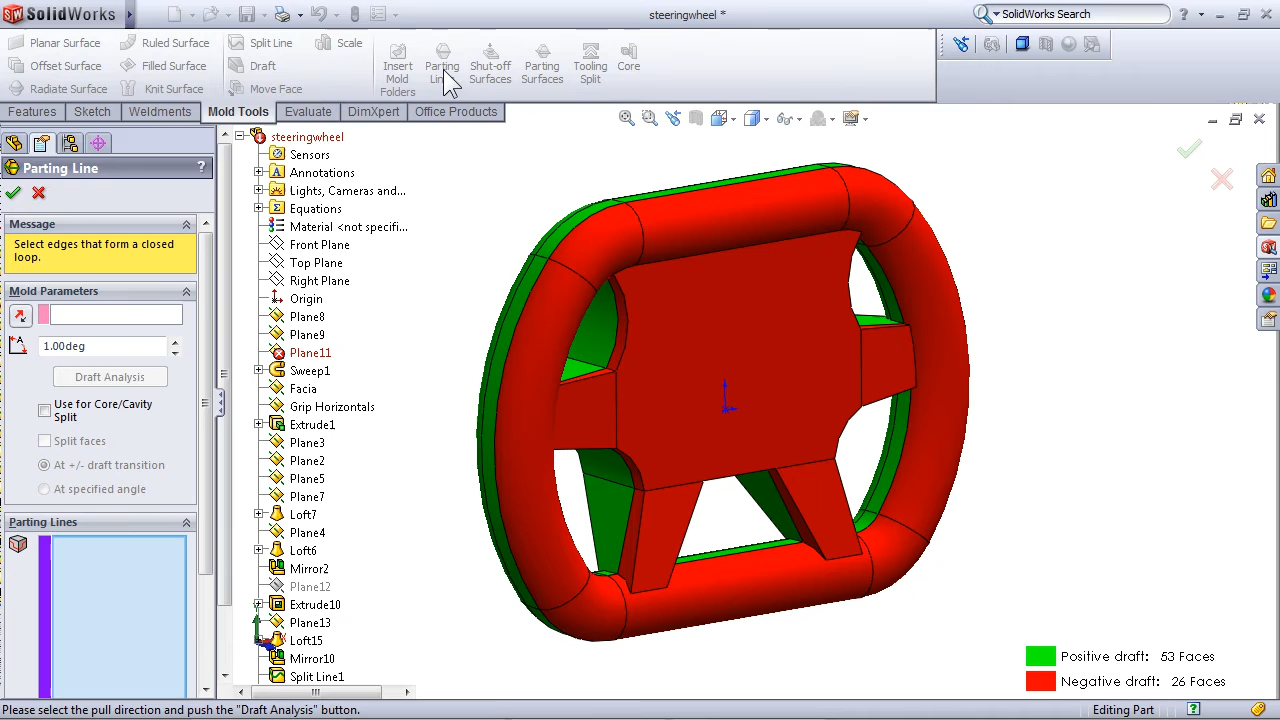 SolidWorks
steeringwheel *
SolidWorks Search
Planar Surface
Ruled Surface
Split Line
Scale
Offset Surface
Filled Surface
Draft
Radiate Surface
Knit Surface
Move Face
Insert Mold Folders
Parting Line
Shut-off Surfaces
Parting Surfaces
Tooling Split
Core
Features
Sketch
Weldments
Mold Tools
Evaluate
DimXpert
Office Products
Parting Line
?
Message
Select edges that form a closed
loop.
Mold Parameters
1.00deg
Draft Analysis
Use for Core/Cavity
Split
Split faces
At +/- draft transition
At specified angle
Parting Lines
steeringwheel
Sensors
Annotations
Lights, Cameras and...
Equations
Material <not specifi...
Front Plane
Top Plane
Right Plane
Origin
Plane8
Plane9
Plane11
Sweep1
Facia
Grip Horizontals
Extrude1
Plane3
Plane2
Plane5
Plane7
Loft7
Plane4
Loft6
Mirror2
Plane12
Extrude10
Plane13
Loft15
Mirror10
Split Line1
Positive draft: 53 Faces
Negative draft: 26 Faces
Please select the pull direction and push the "Draft Analysis" button.
Editing Part